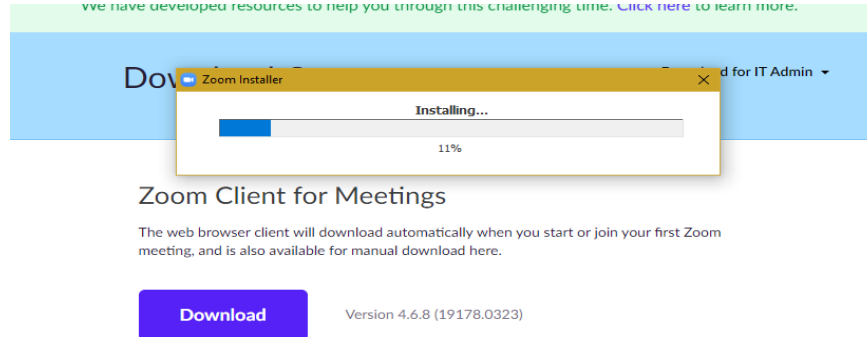 We have developed resources to help you through this challenging time. Click here to learn more.
Dow
d for IT Admin
Zoom Installer
Installing...
11%
Zoom Client for Meetings
The web browser client will download automatically when you start or join your first Zoom
meeting, and is also available for manual download here.
Download
Version 4.6.8 (19178.0323)